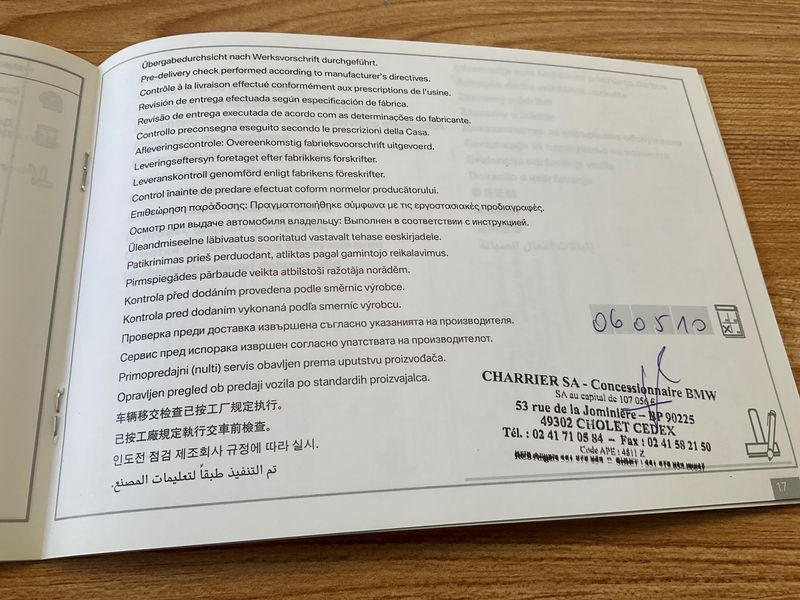 Übergabedurchsicht nach Werksvorschrift durchgeführt.
Pre-delivery check performed according to manufacturer's directives.
Contrôle à la livraison effectué conformément aux prescriptions de l'usine.
Revisión de entrega efectuada según especificación de fábrica.
Revisão de entrega executada de acordo com as determinações do fabricante.
Controllo preconsegna eseguito secondo le prescrizioni della Casa.
Afleveringscontrole: Overeenkomstig fabrieksvoorschrift uitgevoerd.
Leveringseftersyn foretaget efter fabrikkens forskrifter.
Leveranskontroll genomförd enligt fabrikens föreskrifter.
Control înainte de predare efectuat coform normelor producătorului.
Επιθεώρηση παράδοσης: Πραγματοποιήθηκε σύμφωνα με τις εργοστασιακές προδιαγραφές.
Осмотр при выдаче автомобиля владельцу: Выполнен в соответствии с инструкцией.
Üleandmiseelne läbivaatus sooritatud vastavalt tehase eeskirjadele.
Patikrinimas prieš perduodant, atliktas pagal gamintojo reikalavimus.
Pirmspiegādes pārbaude veikta atbilstoši ražotāja norādēm.
Kontrola před dodáním provedena podle směrnic výrobce.
Kontrola pred dodaním vykonaná podľa smerníc výrobcu.
Проверка преди доставка извършена съгласно указанията на производителя.
Сервис пред испорака извршен согласно упатствата на производителот.
Primopredajni (nulti) servis obavljen prema uputstvu proizvođača.
Opravljen pregled ob predaji vozila po standardih proizvajalca.
车辆移交检查已按工厂规定执行。
已按工廠規定執行交車前檢查。
인도전 점검 제조회사 규정에 따라 실시.
تم التنفيذ طبقاً لتعليمات المصنع.
060510
CHARRIER SA - Concessionnaire BMW
SA au capital de 107 056 €
53 rue de la Jominière - BP 90225
49302 CHOLET CEDEX
Tél. : 02 41 71 05 84 - Fax : 02 41 58 21 50
Code APE : 4511 Z
17